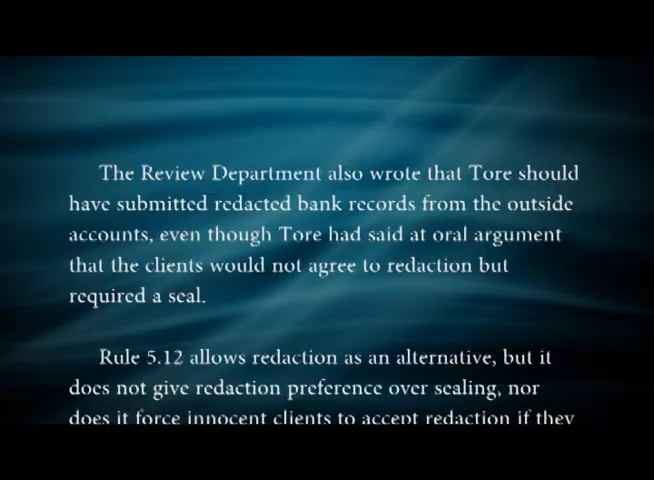 The Review Department also wrote that Tore should
have submitted redacted bank records from the outside
accounts, even though Tore had said at oral argument
that the clients would not agree to redaction but
required a seal.
Rule 5.12 allows redaction as an alternative, but it
does not give redaction preference over sealing, nor
does it force innocent clients to accept redaction if they